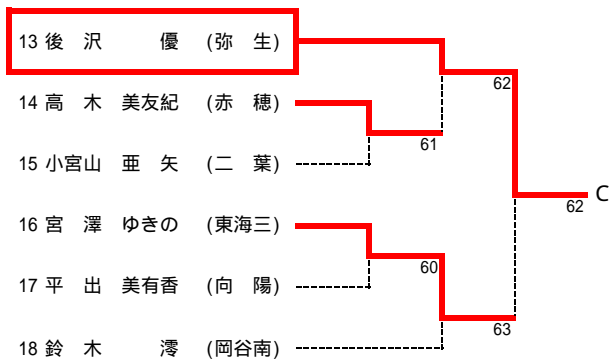 13 後 沢 優 (弥 生)
62
14 高 木 美友紀 (赤 穂)
61
15 小宮山 亜 矢 (二 葉)
62 C
16 宮 澤 ゆきの (東海三)
60
17 平 出 美有香 (向 陽)
63
18 鈴 木 澪 (岡谷南)